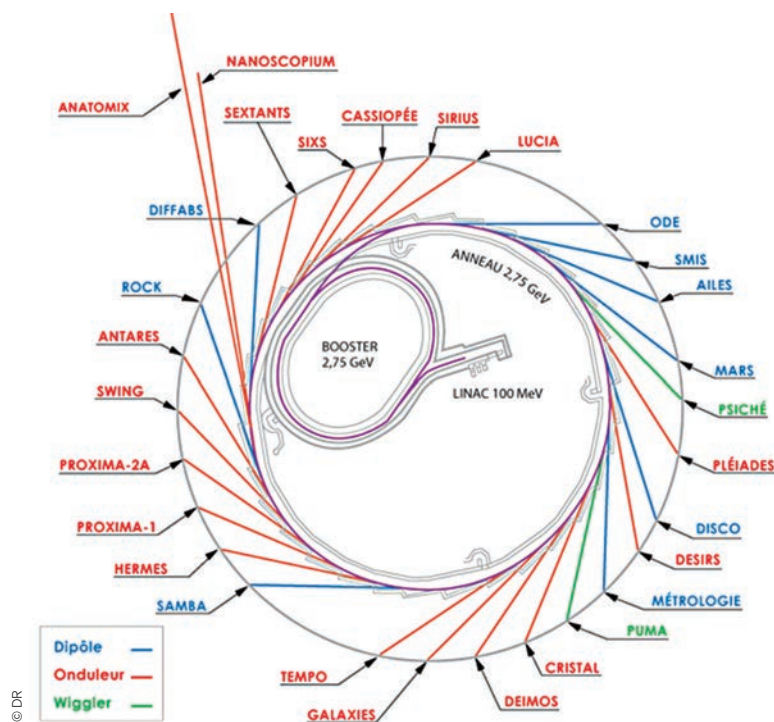 NANOSCOPIUM
ANATOMIX
SEXTANTS
CASSIOPÉE
SIRIUS
SIXS
LUCIA
DIFFABS
ODE
SMIS
AILES
ROCK
ANNEAU 2,75 GeV
ANTARES
BOOSTER
2,75 GeV
MARS
SWING
LINAC 100 MeV
PSICHÉ
PROXIMA-2A
PLÉIADES
PROXIMA-1
DISCO
HERMES
DESIRS
SAMBA
MÉTROLOGIE
PUMA
Dipôle
Onduleur
Wiggler
TEMPO
CRISTAL
GALAXIES
DEIMOS
© DR